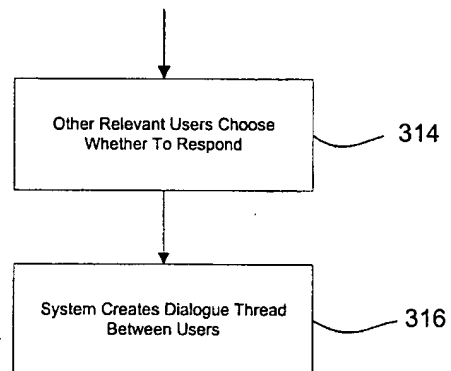 Other Relevant Users Choose
Whether To Respond
314
System Creates Dialogue Thread
Between Users
316